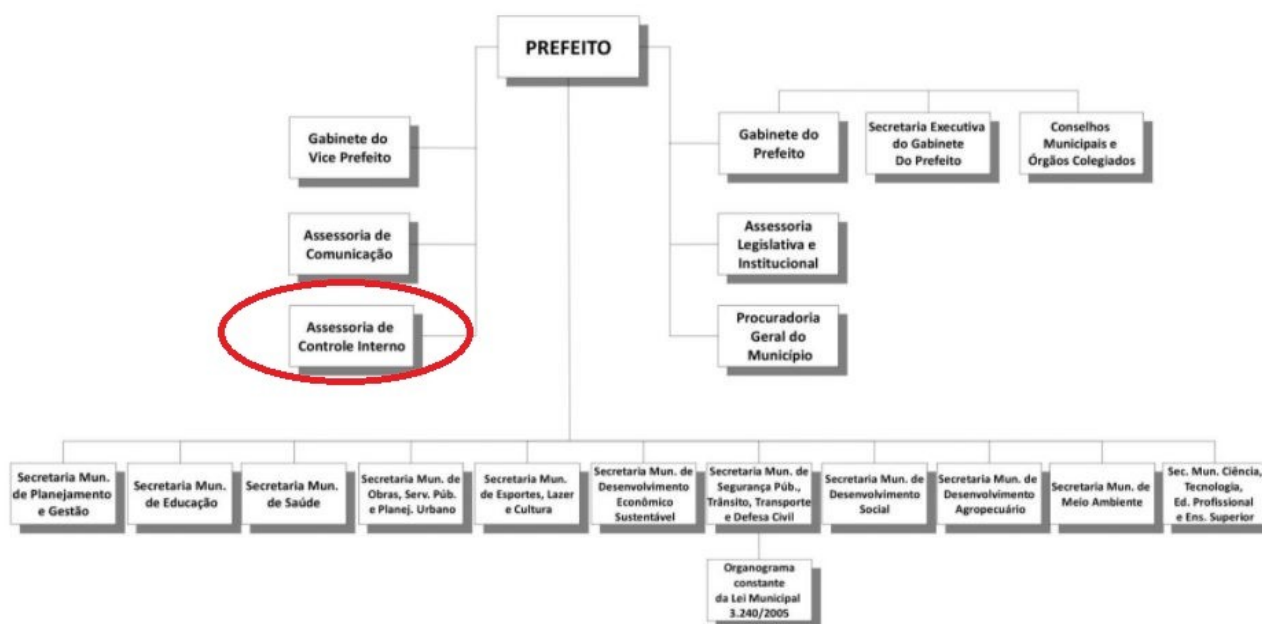 PREFEITO
Gabinete do
Vice Prefeito
Gabinete do
Prefeito
Secretaria Executiva
do Gabinete
Do Prefeito
Conselhos
Municipais e
Órgãos Colegiados
Assessoria de
Comunicação
Assessoria
Legislativa e
Institucional
Assessoria de
Controle Interno
Procuradoria
Geral do
Município
Secretaria Mun.
de Planejamento
e Gestão
Secretaria Mun.
de Educação
Secretaria Mun.
de Saúde
Secretaria Mun. de
Obras, Serv. Púb.
e Planej. Urbano
Secretaria Mun.
de Esportes, Lazer
e Cultura
Secretaria Mun. de
Desenvolvimento
Econômico
Sustentável
Secretaria Mun. de
Segurança Púb.,
Trânsito, Transporte
e Defesa Civil
Secretaria Mun. de
Desenvolvimento
Social
Secretaria Mun. de
Desenvolvimento
Agropecuário
Secretaria Mun. de
Meio Ambiente
Sec. Mun. Ciência,
Tecnologia,
Ed. Profissional
e Ens. Superior
Organograma
constante
da Lei Municipal
3.240/2005